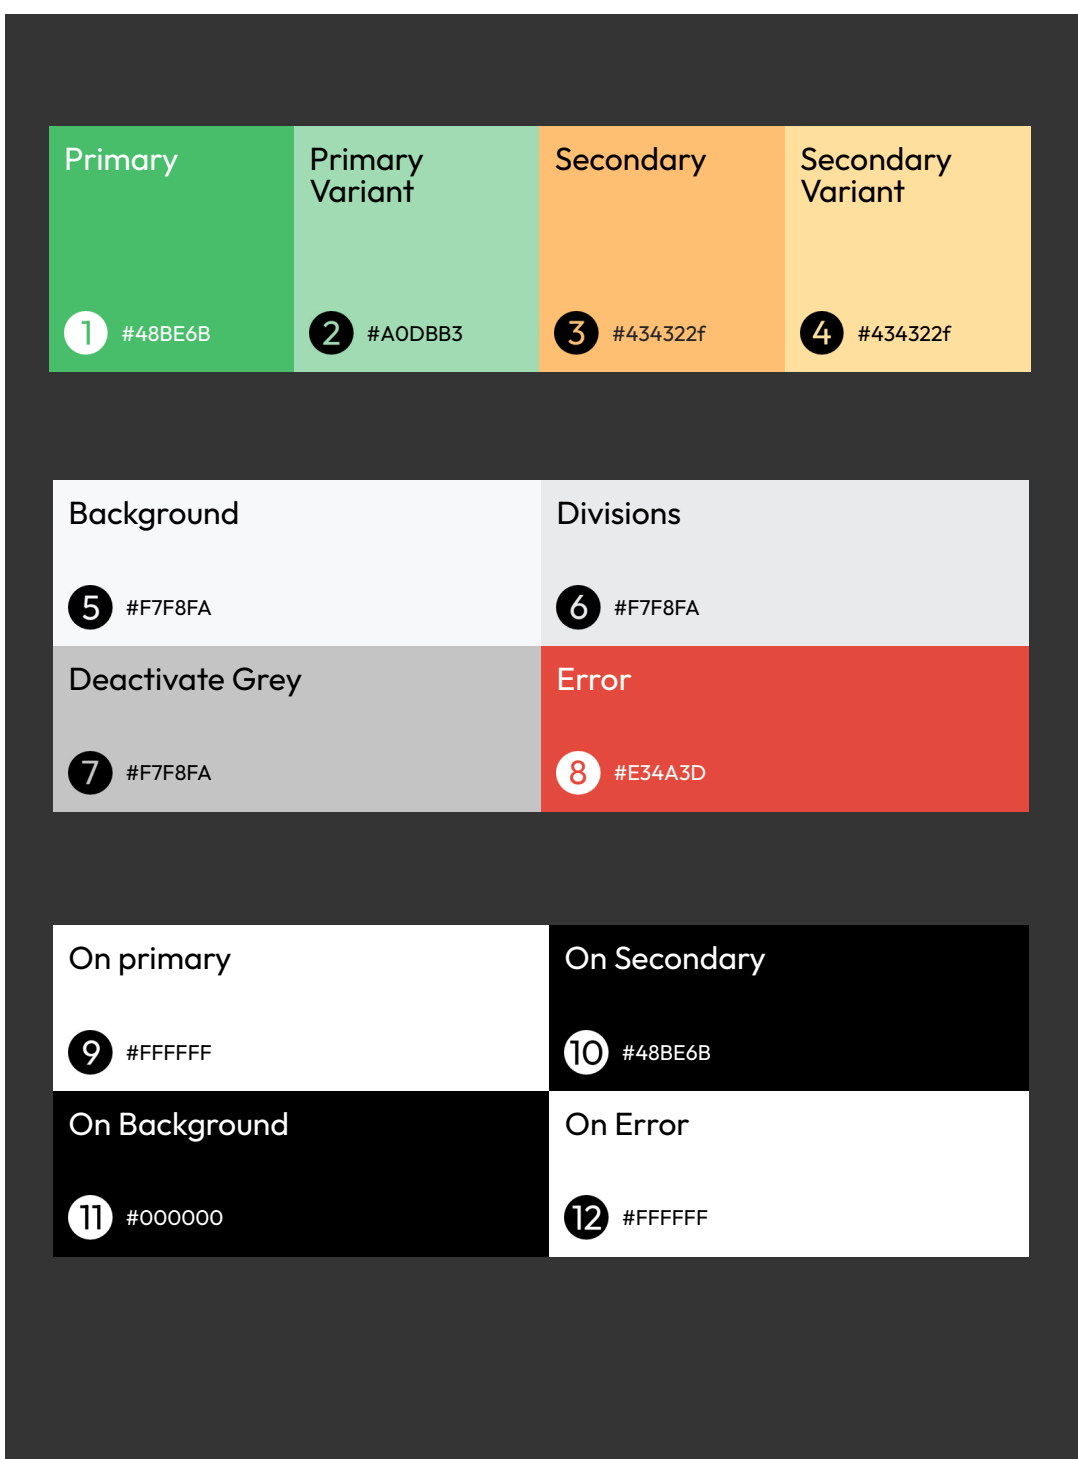 Primary
1 #48BE6B
Primary
Variant
2 #A0DBB3
Secondary
3 #434322f
Secondary
Variant
4 #434322f
Background
5 #F7F8FA
Divisions
6 #F7F8FA
Deactivate Grey
7 #F7F8FA
Error
8 #E34A3D
On primary
9 #FFFFFF
On Secondary
10 #48BE6B
On Background
11 #000000
On Error
12 #FFFFFF